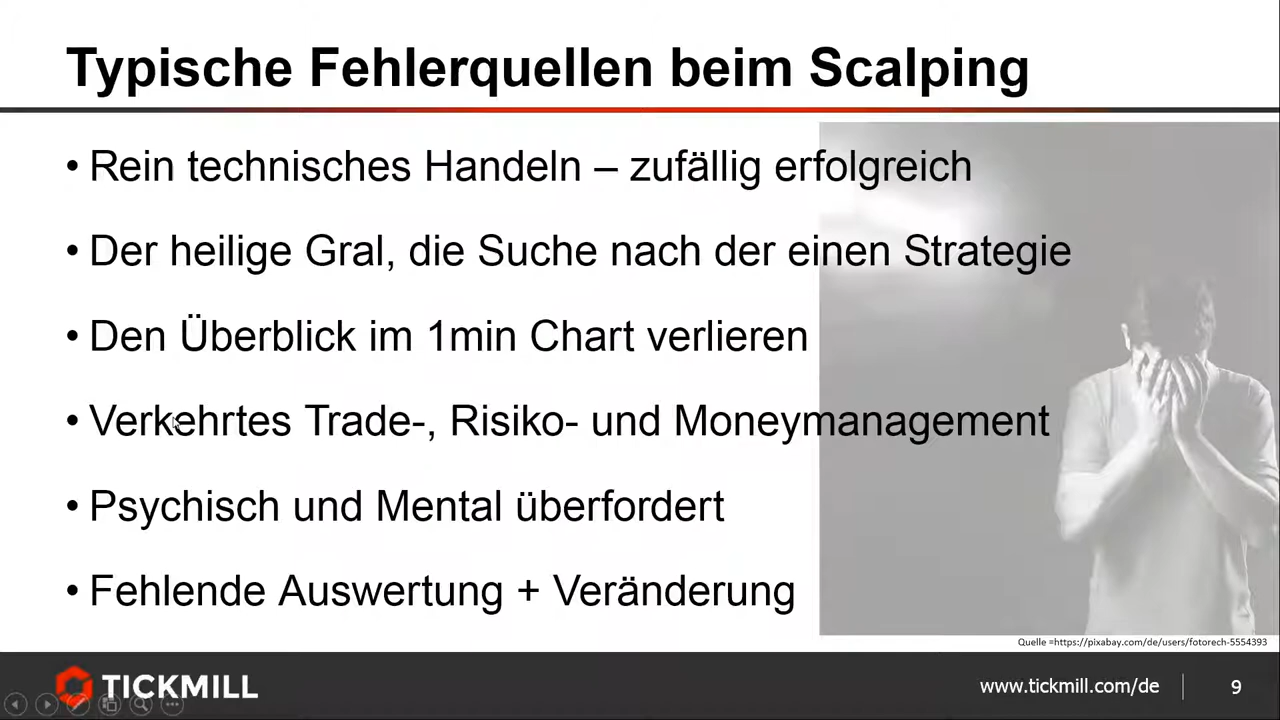 Typische Fehlerquellen beim Scalping
• Rein technisches Handeln – zufällig erfolgreich
• Der heilige Gral, die Suche nach der einen Strategie
• Den Überblick im 1min Chart verlieren
• Verkehrtes Trade-, Risiko- und Moneymanagement
• Psychisch und Mental überfordert
• Fehlende Auswertung + Veränderung
Quelle =https://pixabay.com/de/users/fotorech-5554393
TICKMILL
www.tickmill.com/de
9